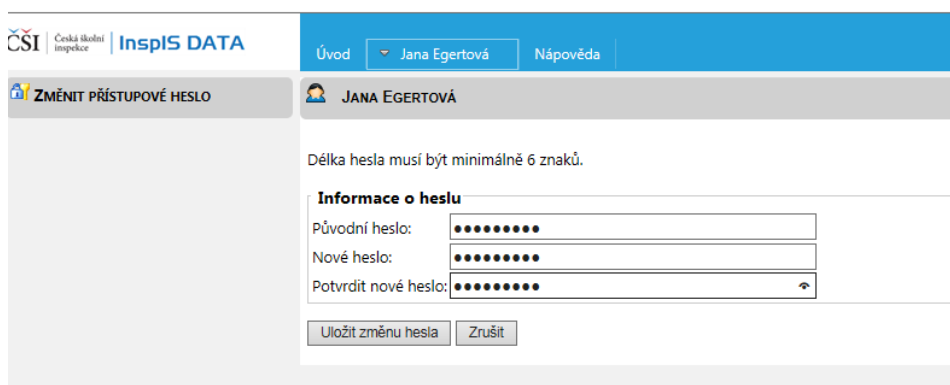 ČŠI Česká školní inspekce InspIS DATA
Úvod Jana Egertová Nápověda
ZMĚNIT PŘÍSTUPOVÉ HESLO
JANA EGERTOVÁ
Délka hesla musí být minimálně 6 znaků.
Informace o heslu
Původní heslo: ●●●●●●●●●
Nové heslo: ●●●●●●●●●
Potvrdit nové heslo: ●●●●●●●●●
Uložit změnu hesla Zrušit